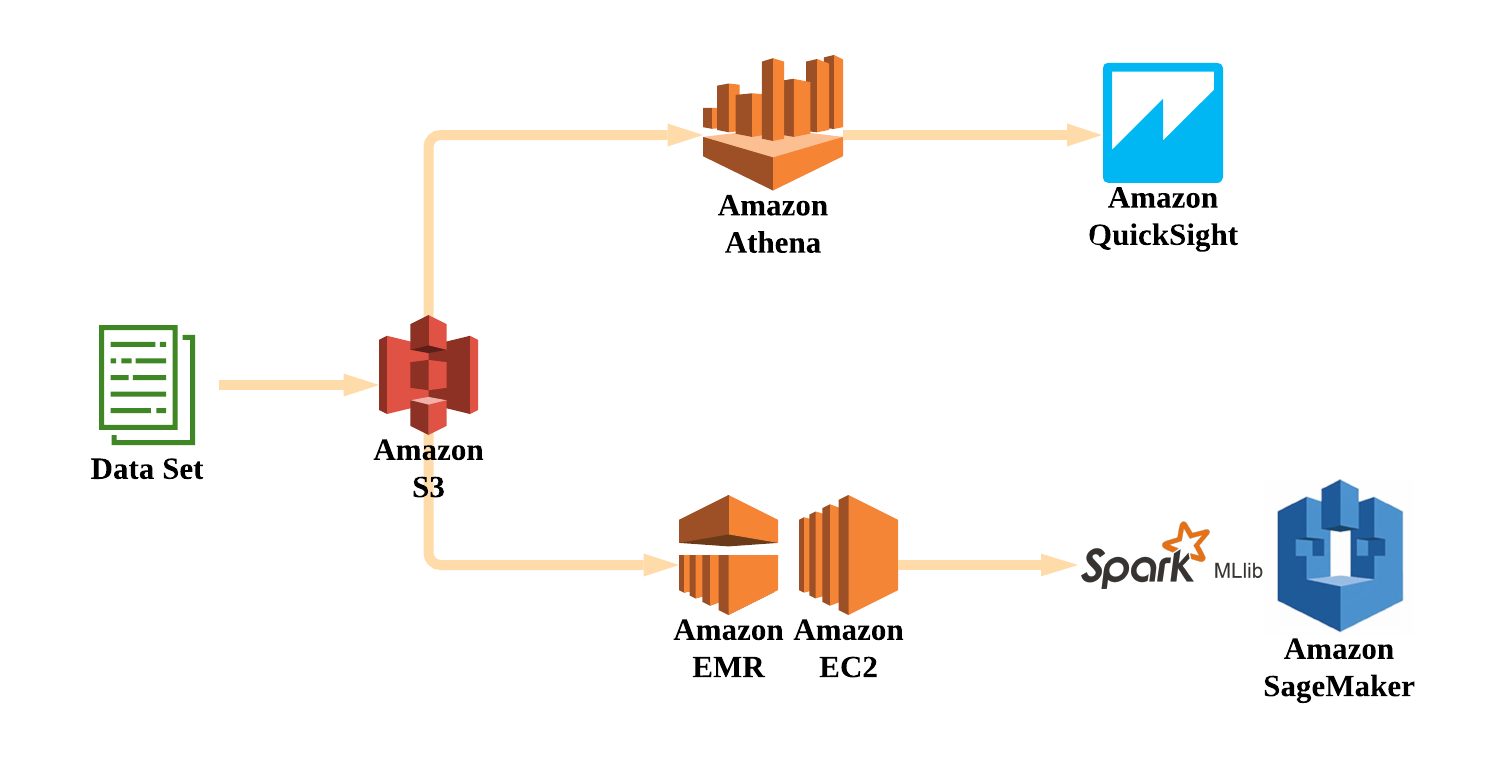 Amazon
Athena
Amazon
QuickSight
Data Set
Amazon
S3
Amazon
EMR
Amazon
EC2
Spark MLlib
Amazon
SageMaker